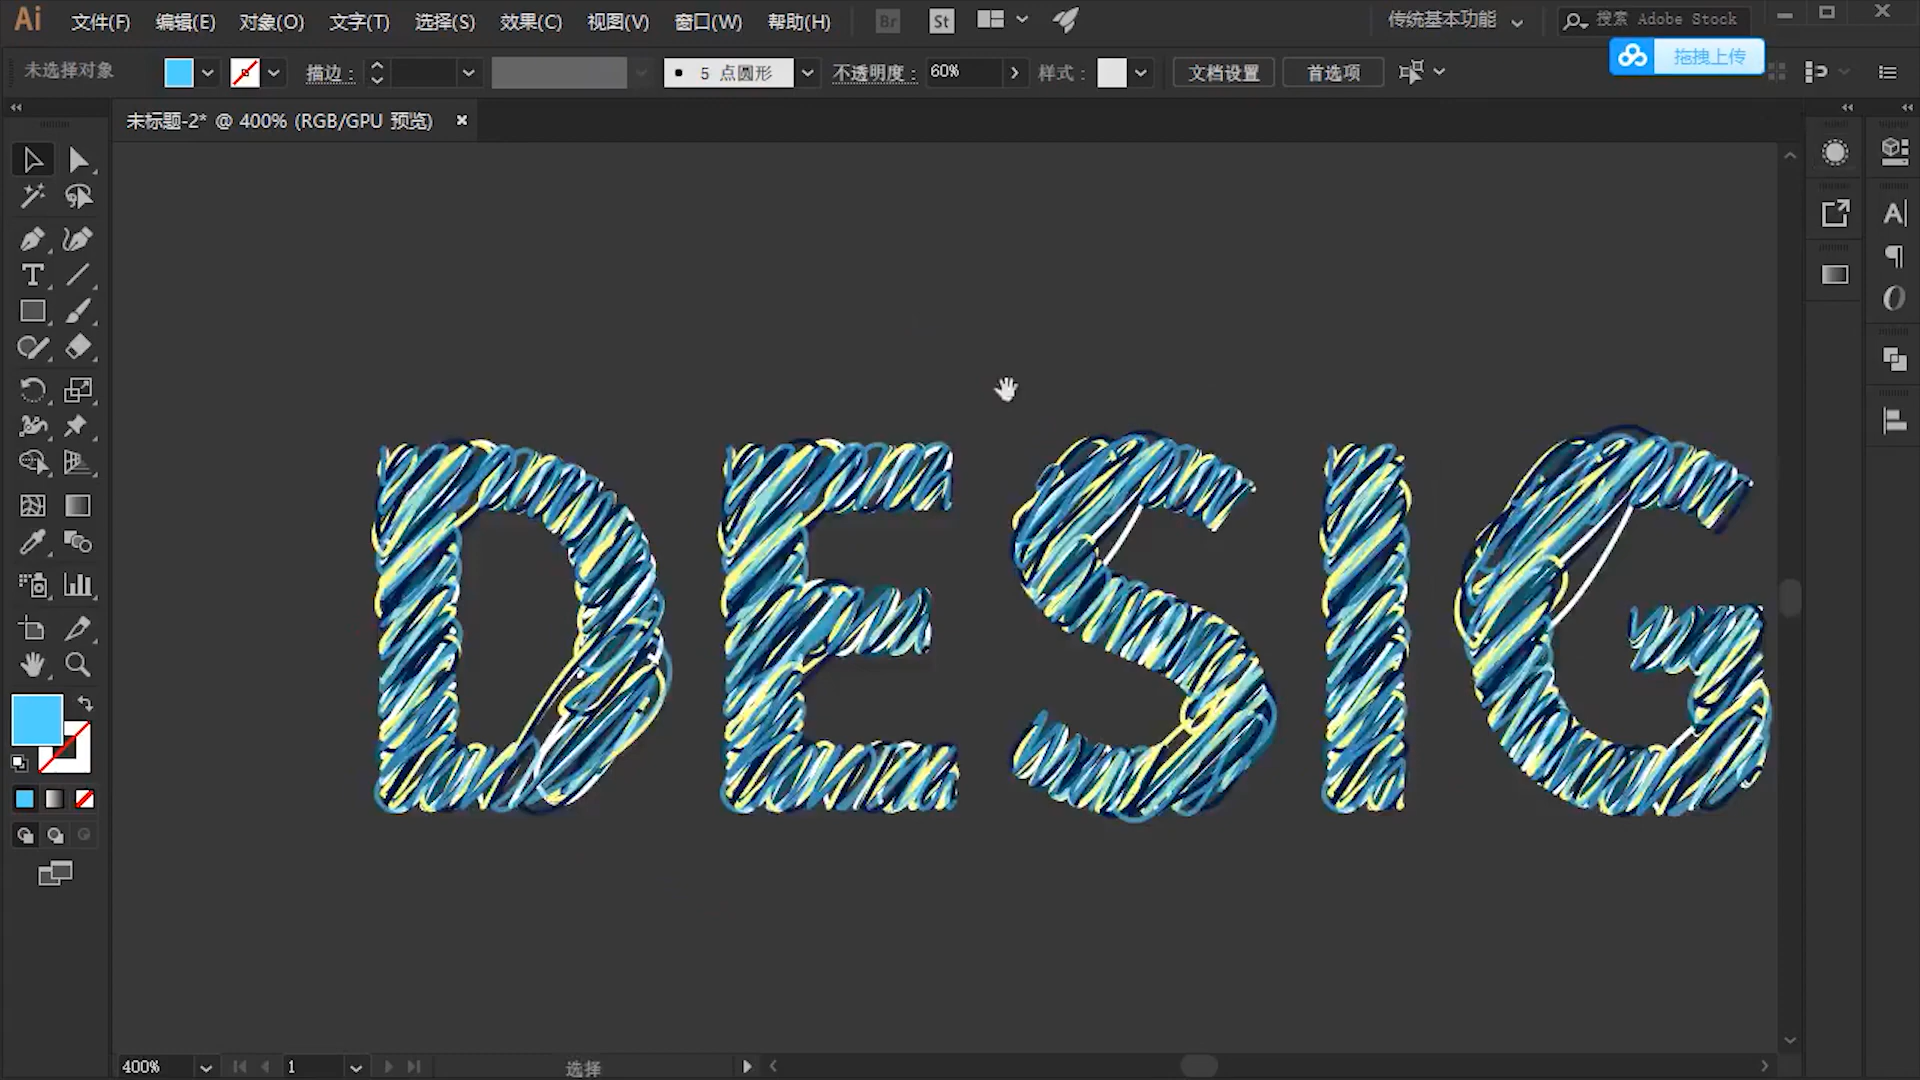 Ai 文件(F) 编辑(E) 对象(O) 文字(T) 选择(S) 效果(C) 视图(V) 窗口(W) 帮助(H) Br St 传统基本功能 搜索 Adobe Stock
未选择对象 描边: 5 点圆形 不透明度: 60% 样式: 文档设置 首选项 拖拽上传
未标题-2* @ 400% (RGB/GPU 预览) ×
DESIG
400% 1 选择